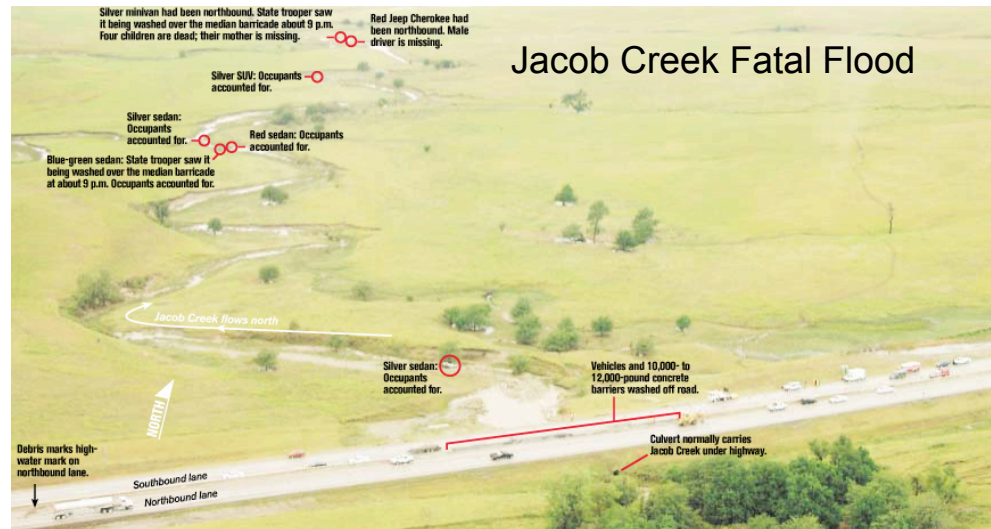 Silver minivan had been northbound. State trooper saw
it being washed over the median barricade about 9 p.m.
Four children are dead; their mother is missing.
Red Jeep Cherokee had
been northbound. Male
driver is missing.
Jacob Creek Fatal Flood
Silver SUV: Occupants
accounted for.
Silver sedan:
Occupants
accounted for.
Red sedan: Occupants
accounted for.
Blue-green sedan: State trooper saw it
being washed over the median barricade
at about 9 p.m. Occupants accounted for.
Jacob Creek flows north
Silver sedan:
Occupants
accounted for.
Vehicles and 10,000- to
12,000-pound concrete
barriers washed off road.
NORTH
Culvert normally carries
Jacob Creek under highway.
Debris marks high-
water mark on
northbound lane.
Southbound lane
Northbound lane